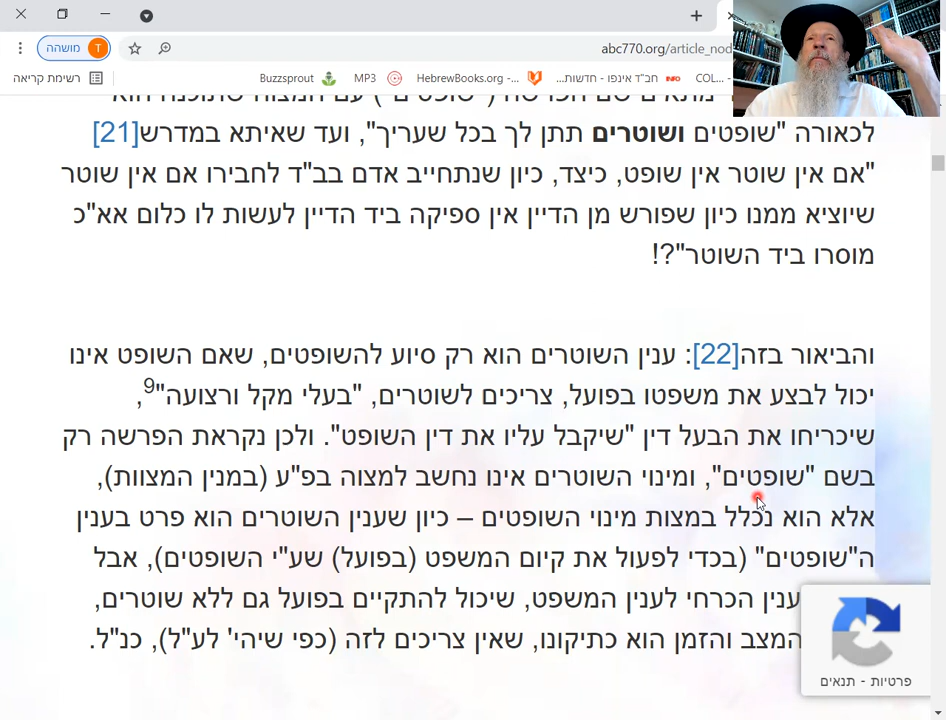 מושהה
abc770.org/article_nod
רשימת קריאה
Buzzsprout
MP3
HebrewBooks.org -...
חב"ד אינפו - חדשות...
COL...
לכאורה "שופטים ושוטרים תתן לך בכל שעריך", ועד שאיתא במדרש[21]
"אם אין שוטר אין שופט, כיצד, כיון שנתחייב אדם בב"ד לחבירו אם אין שוטר
שיוציא ממנו כיון שפורש מן הדיין אין ספיקה ביד הדיין לעשות לו כלום אא"כ
מוסרו ביד השוטר"?!
והביאור בזה[22]: ענין השוטרים הוא רק סיוע להשופטים, שאם השופט אינו
יכול לבצע את משפטו בפועל, צריכים לשוטרים, "בעלי מקל ורצועה"9,
שיכריחו את הבעל דין "שיקבל עליו את דין השופט". ולכן נקראת הפרשה רק
בשם "שופטים", ומינוי השוטרים אינו נחשב למצוה בפ"ע (במנין המצוות),
אלא הוא נכלל במצות מינוי השופטים – כיון שענין השוטרים הוא פרט בענין
ה"שופטים" (בכדי לפעול את קיום המשפט (בפועל) שע"י השופטים), אבל
ענין הכרחי לענין המשפט, שיכול להתקיים בפועל גם ללא שוטרים,
המצב והזמן הוא כתיקונו, שאין צריכים לזה (כפי שיהי' לע"ל), כנ"ל.
פרטיות - תנאים